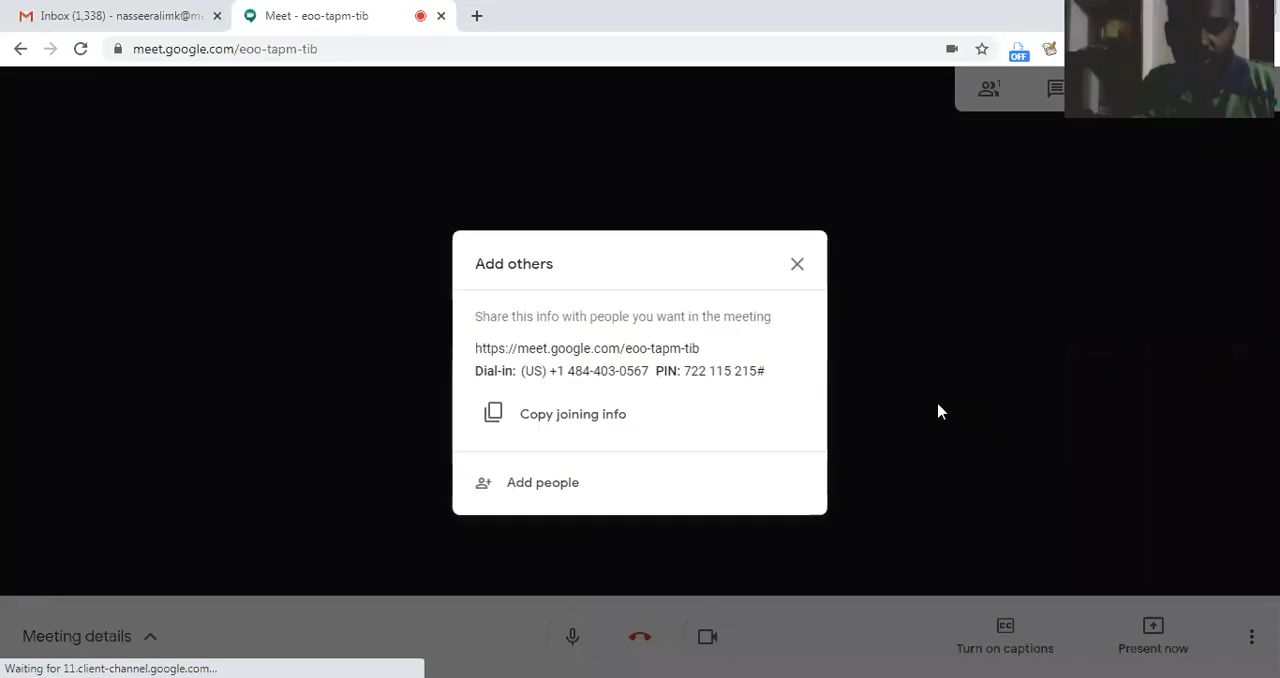 Inbox (1,338) - nasseeralimk@m
Meet - eoo-tapm-tib
meet.google.com/eoo-tapm-tib
OFF
1
Add others
Share this info with people you want in the meeting
https://meet.google.com/eoo-tapm-tib
Dial-in: (US) +1 484-403-0567 PIN: 722 115 215#
Copy joining info
Add people
Meeting details
CC
Turn on captions
Present now
Waiting for 11.client-channel.google.com...